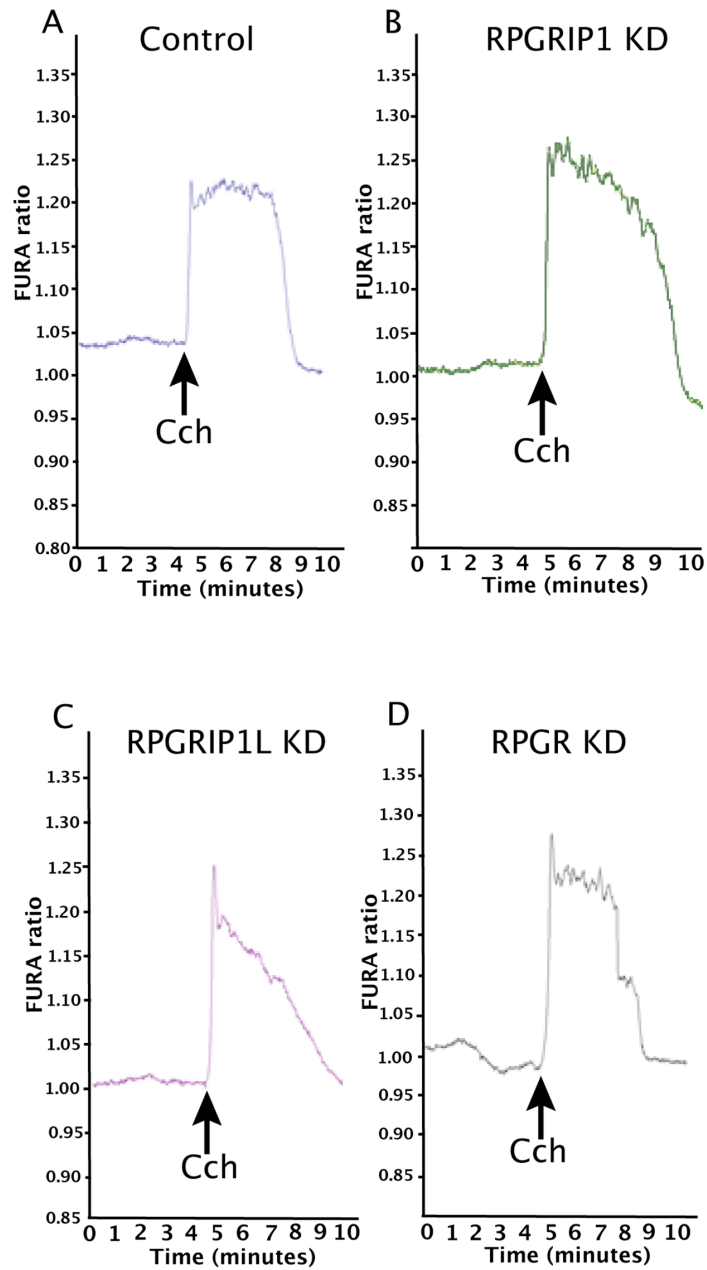 A
Control
1.35
1.30
1.25
1.20
1.15
1.10
1.05
1.00
0.95
0.90
0.85
0.80
FURA ratio
Cch
0 1 2 3 4 5 6 7 8 9 10
Time (minutes)
B
RPGRIP1 KD
1.35
1.30
1.25
1.20
1.15
1.10
1.05
1.00
0.95
0.90
0.85
FURA ratio
Cch
0 1 2 3 4 5 6 7 8 9 10
Time (minutes)
C
RPGRIP1L KD
1.35
1.30
1.25
1.20
1.15
1.10
1.05
1.00
0.95
0.90
0.85
FURA ratio
Cch
0 1 2 3 4 5 6 7 8 9 10
Time (minutes)
D
RPGR KD
1.35
1.30
1.25
1.20
1.15
1.10
1.05
1.00
0.95
0.90
0.85
FURA ratio
Cch
0 1 2 3 4 5 6 7 8 9 10
Time (minutes)